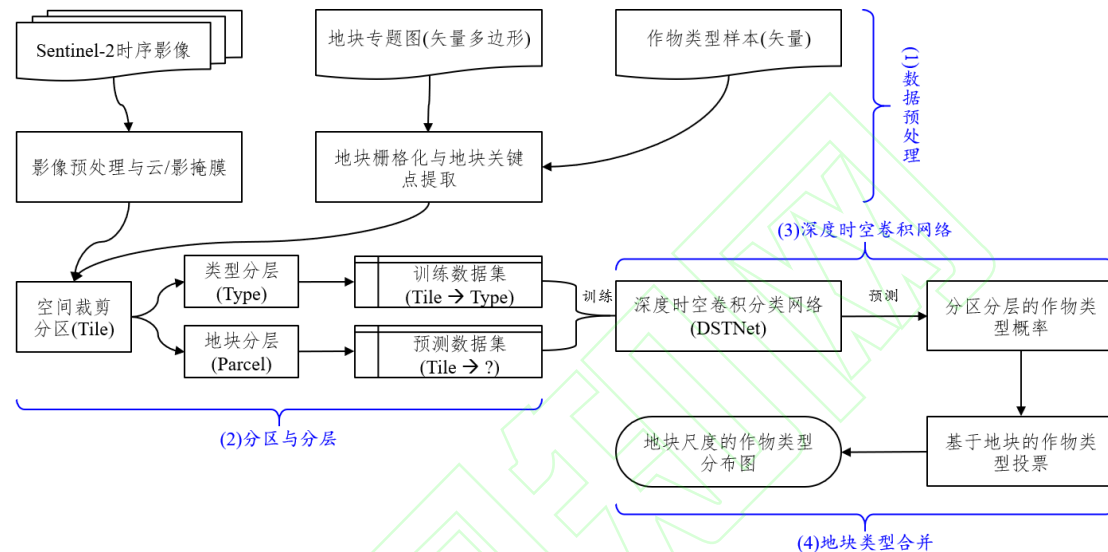 Sentinel-2时序影像
地块专题图(矢量多边形)
作物类型样本(矢量)
(1)数据预处理
影像预处理与云/影掩膜
地块栅格化与地块关键
点提取
(3)深度时空卷积网络
空间裁剪
分区(Tile)
类型分层
(Type)
训练数据集
(Tile → Type)
地块分层
(Parcel)
预测数据集
(Tile → ?)
训练
深度时空卷积分类网络
(DSTNet)
预测
分区分层的作物类
型概率
(2)分区与分层
地块尺度的作物类型
分布图
基于地块的作物类
型投票
(4)地块类型合并